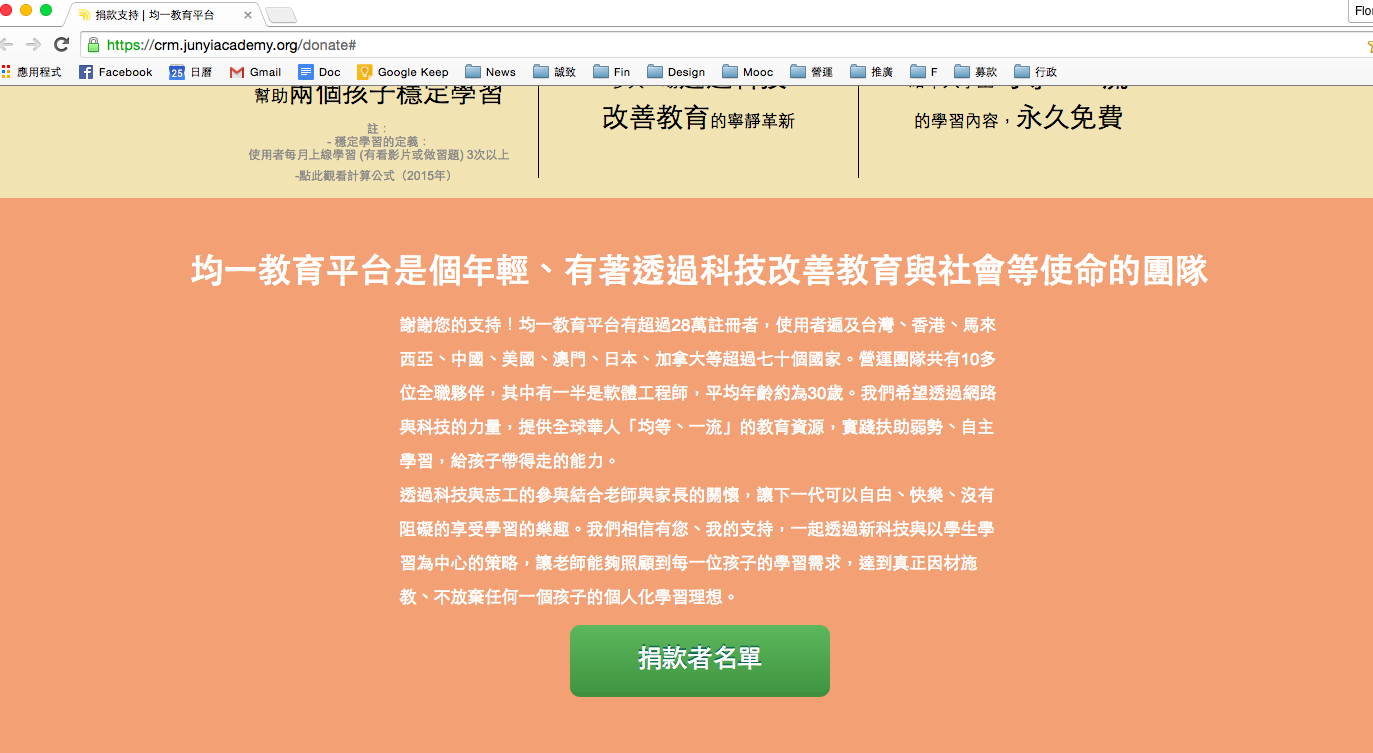 捐款支持 | 均一教育平台
Flor
https://crm.junyiacademy.org/donate#
應用程式 Facebook 25 日曆 Gmail Doc Google Keep News 誠致 Fin Design Mooc 營運 推廣 F 募款 行政
幫助兩個孩子穩定學習
註：
- 穩定學習的定義：
使用者每月上線學習 (有看影片或做習題) 3次以上
-點此觀看計算公式（2015年）
改善教育的寧靜革新
的學習內容，永久免費
均一教育平台是個年輕、有著透過科技改善教育與社會等使命的團隊
謝謝您的支持！均一教育平台有超過28萬註冊者，使用者遍及台灣、香港、馬來
西亞、中國、美國、澳門、日本、加拿大等超過七十個國家。營運團隊共有10多
位全職夥伴，其中有一半是軟體工程師，平均年齡約為30歲。我們希望透過網路
與科技的力量，提供全球華人「均等、一流」的教育資源，實踐扶助弱勢、自主
學習，給孩子帶得走的能力。
透過科技與志工的參與結合老師與家長的關懷，讓下一代可以自由、快樂、沒有
阻礙的享受學習的樂趣。我們相信有您、我的支持，一起透過新科技與以學生學
習為中心的策略，讓老師能夠照顧到每一位孩子的學習需求，達到真正因材施
教、不放棄任何一個孩子的個人化學習理想。
捐款者名單